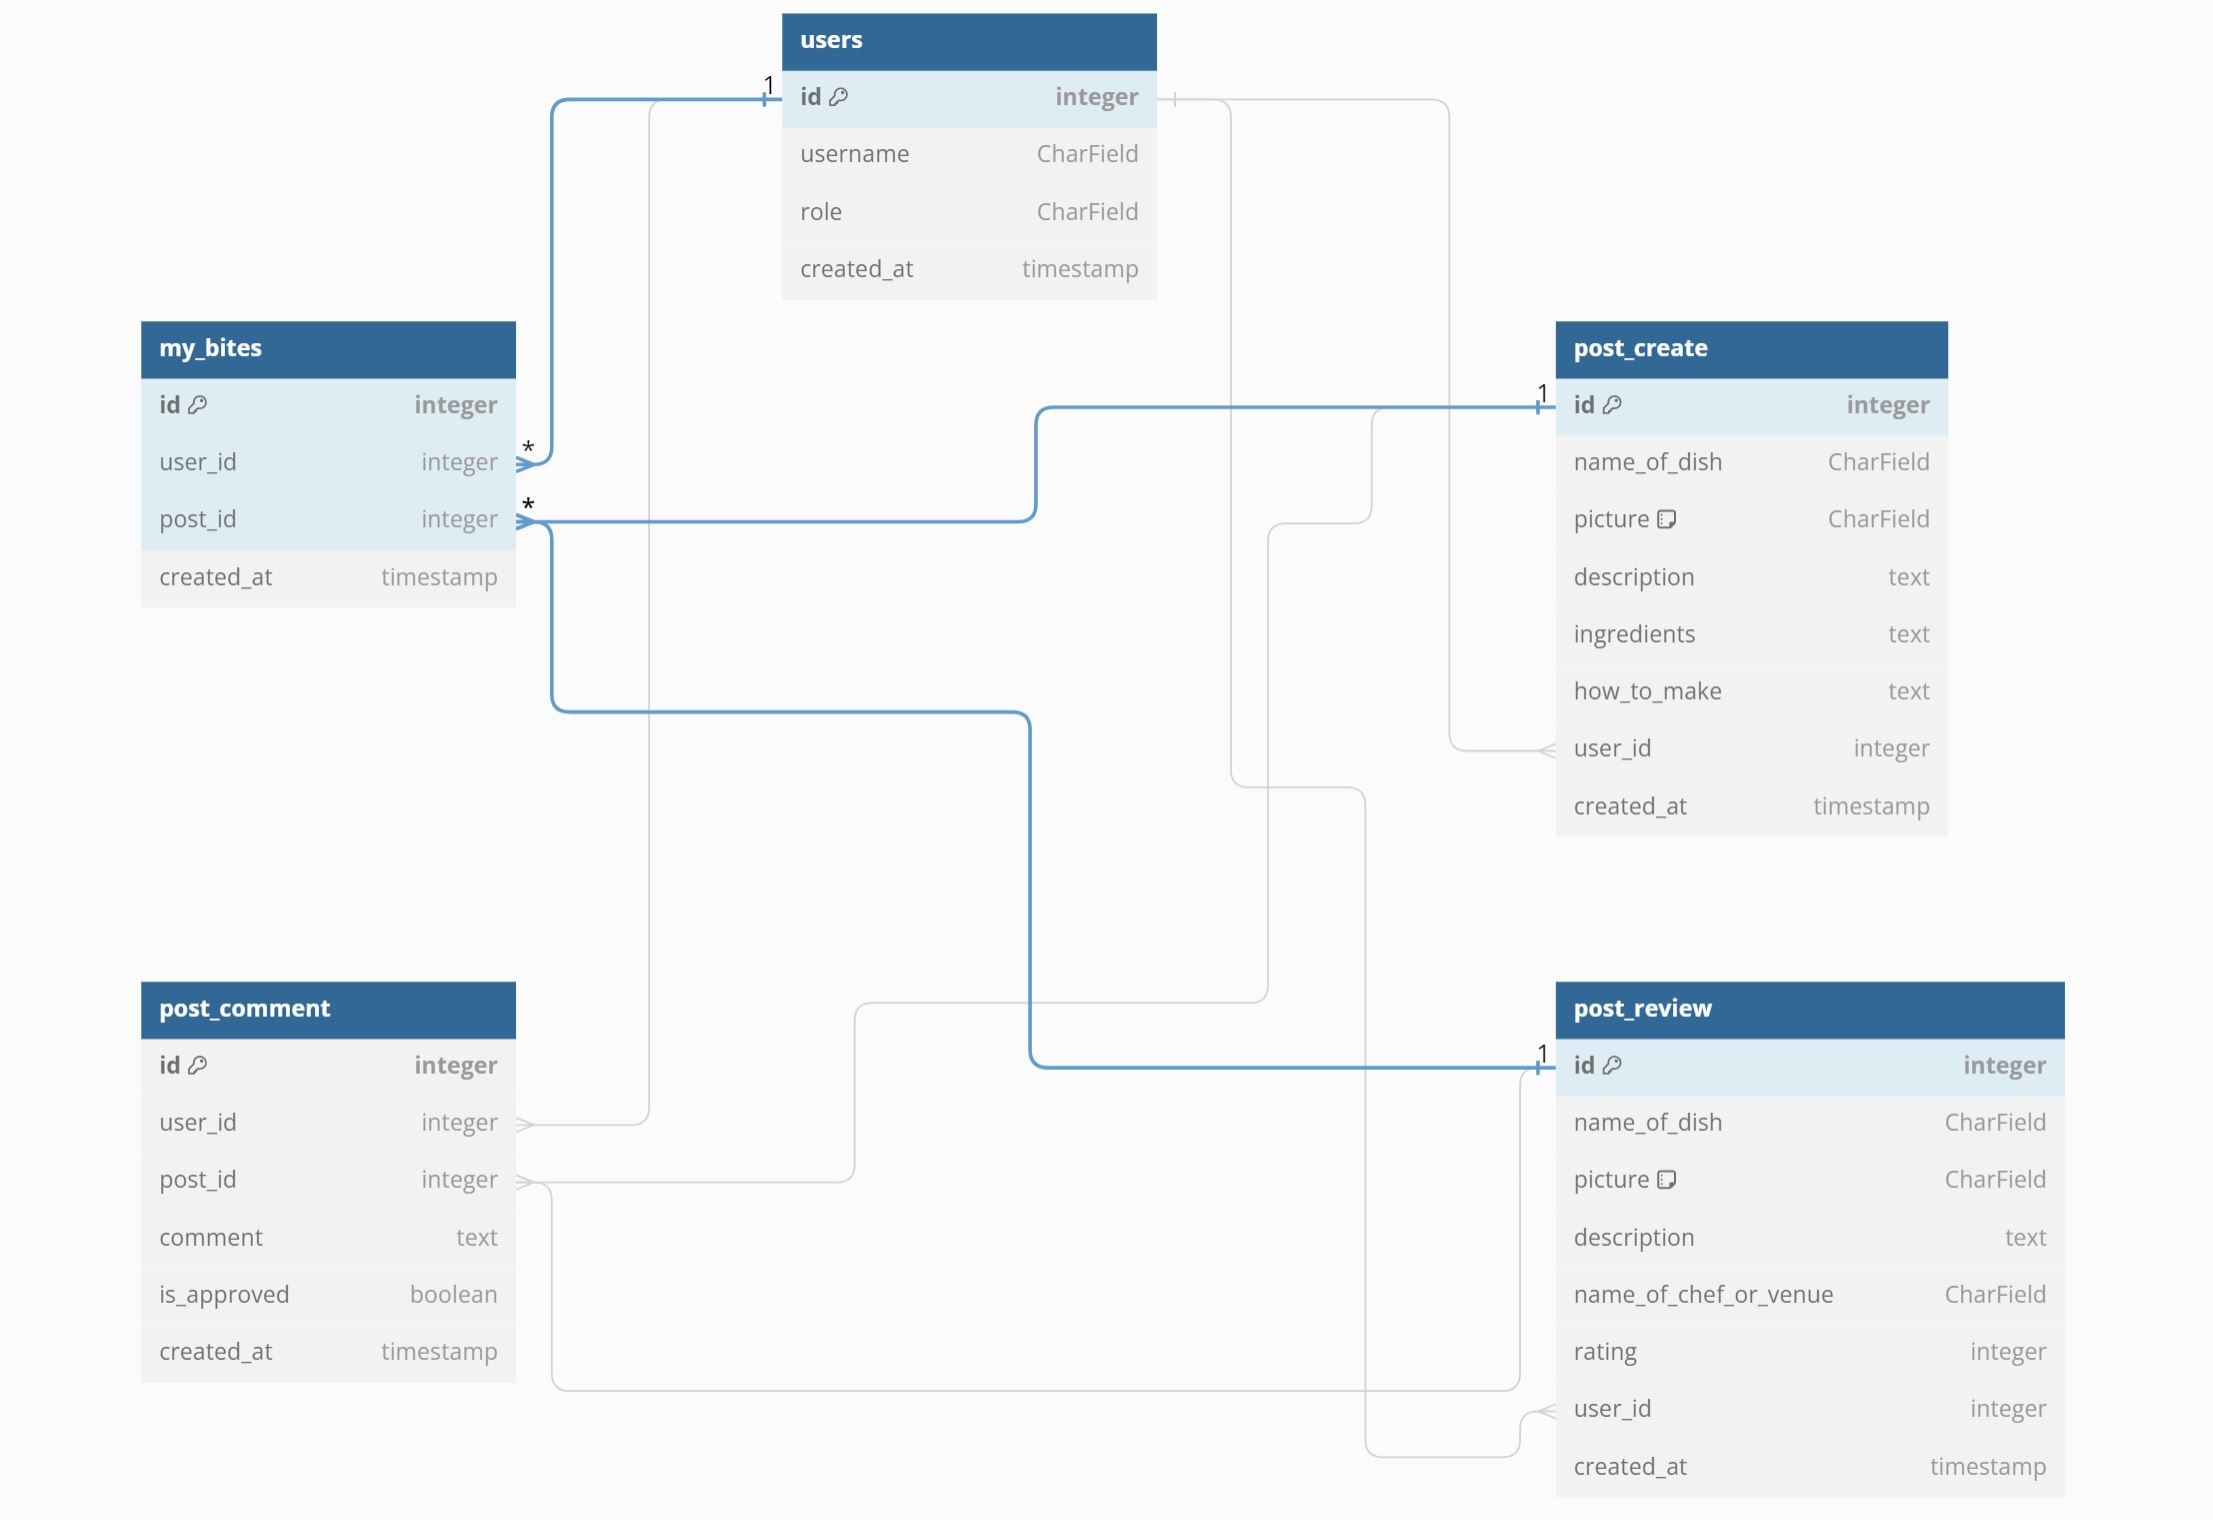 users
1
id integer
username CharField
role CharField
created_at timestamp
my_bites
id integer
*
user_id integer
*
post_id integer
created_at timestamp
post_create
1
id integer
name_of_dish CharField
picture CharField
description text
ingredients text
how_to_make text
user_id integer
created_at timestamp
post_comment
id integer
user_id integer
post_id integer
comment text
is_approved boolean
created_at timestamp
post_review
1
id integer
name_of_dish CharField
picture CharField
description text
name_of_chef_or_venue CharField
rating integer
user_id integer
created_at timestamp